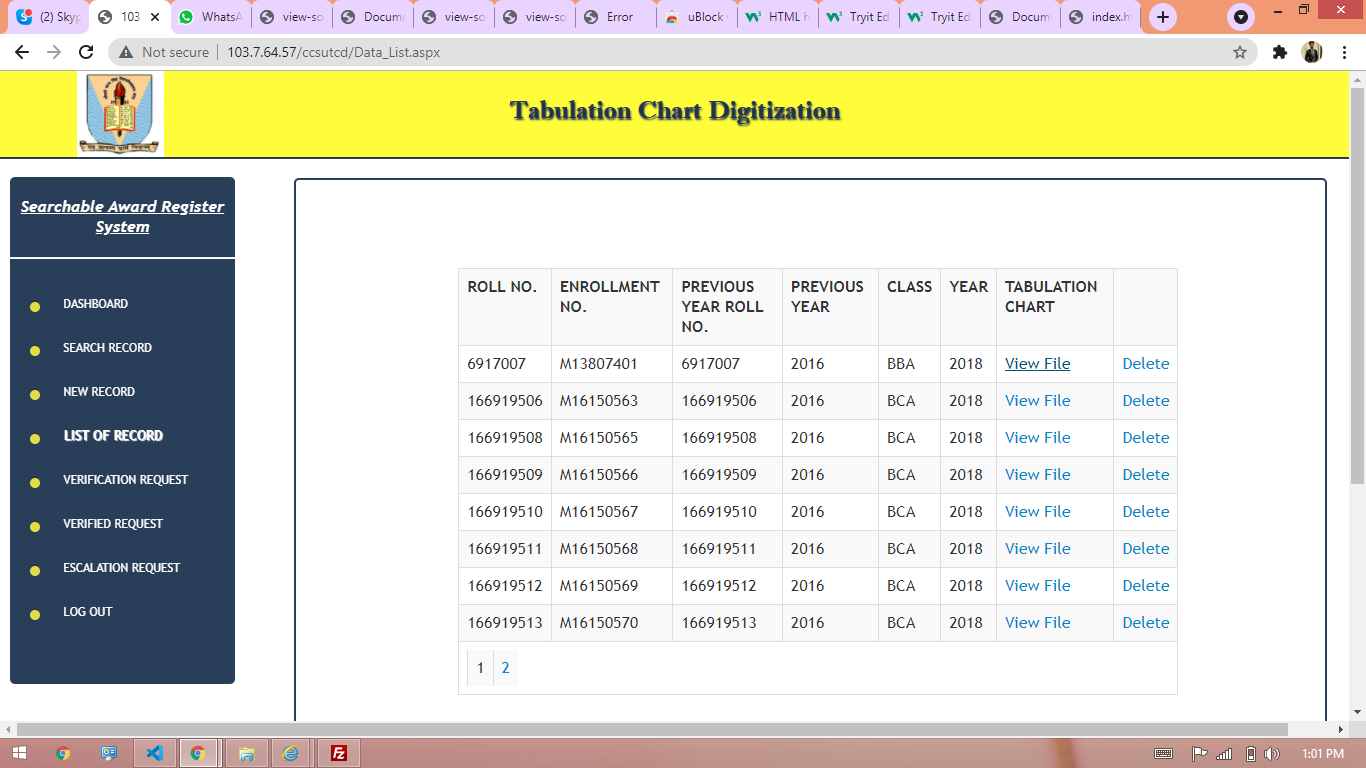 (2) Skyp
103.
WhatsA
view-so
Docume
view-so
view-so
Error
uBlock
HTML h
Tryit Ed
Tryit Ed
Docume
index.h
Not secure | 103.7.64.57/ccsutcd/Data_List.aspx
Tabulation Chart Digitization
Searchable Award Register
System
DASHBOARD
SEARCH RECORD
NEW RECORD
LIST OF RECORD
VERIFICATION REQUEST
VERIFIED REQUEST
ESCALATION REQUEST
LOG OUT
ROLL NO. ENROLLMENT NO. PREVIOUS YEAR ROLL NO. PREVIOUS YEAR CLASS YEAR TABULATION CHART
6917007 M13807401 6917007 2016 BBA 2018 View File Delete
166919506 M16150563 166919506 2016 BCA 2018 View File Delete
166919508 M16150565 166919508 2016 BCA 2018 View File Delete
166919509 M16150566 166919509 2016 BCA 2018 View File Delete
166919510 M16150567 166919510 2016 BCA 2018 View File Delete
166919511 M16150568 166919511 2016 BCA 2018 View File Delete
166919512 M16150569 166919512 2016 BCA 2018 View File Delete
166919513 M16150570 166919513 2016 BCA 2018 View File Delete
1 2
1:01 PM